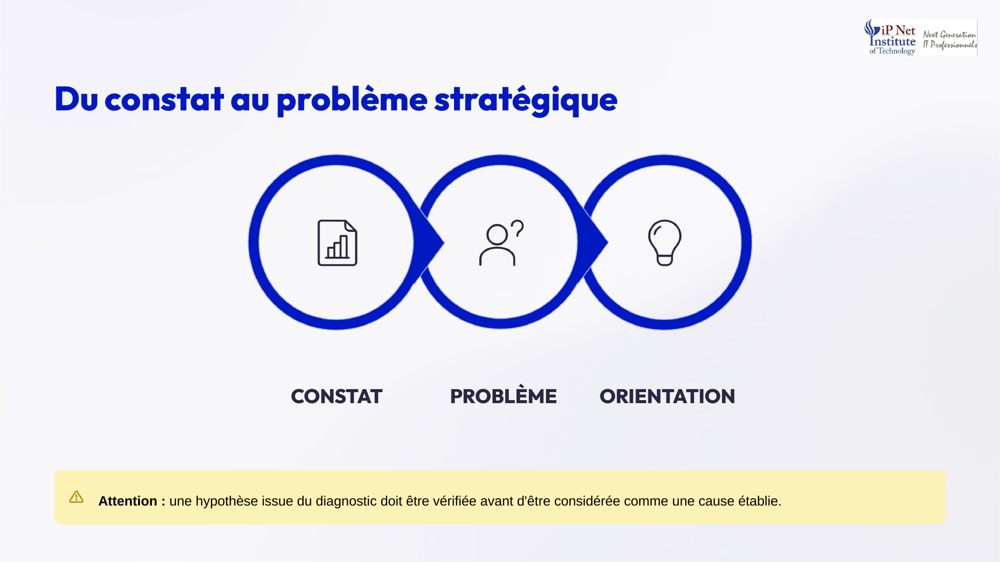 iP Net
Institute
of Technology
Next Generation
IT Professionnels
Du constat au problème stratégique
CONSTAT
PROBLÈME
ORIENTATION
Attention : une hypothèse issue du diagnostic doit être vérifiée avant d'être considérée comme une cause établie.